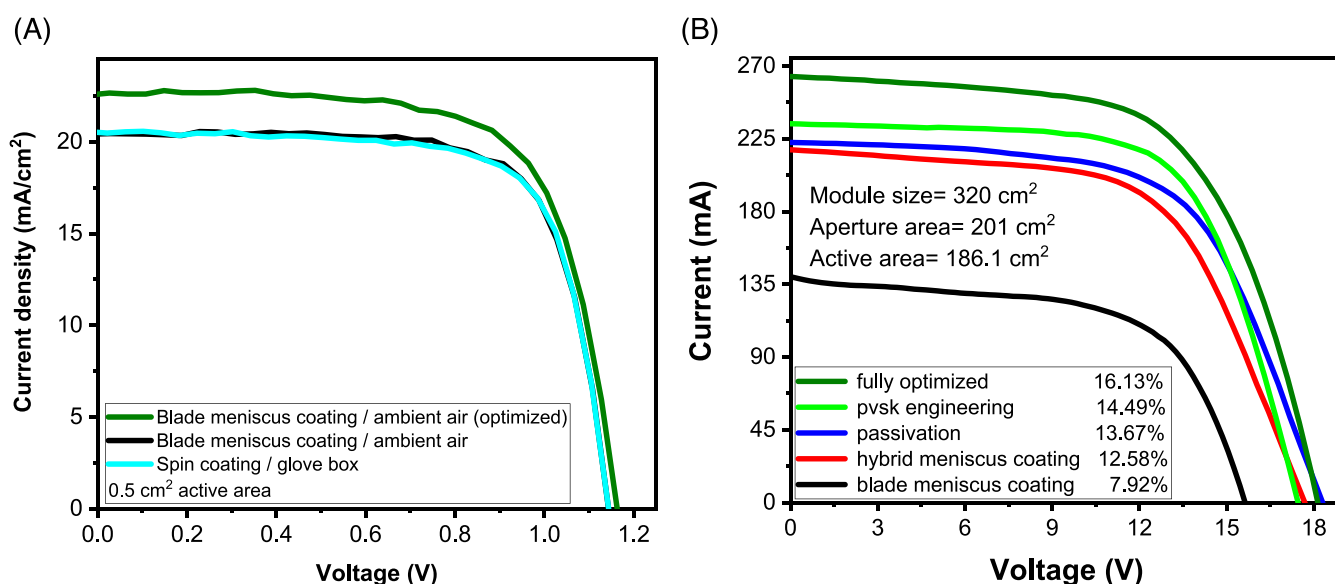 (A)
Current density (mA/cm²)
20
15
10
5
0
0.0 0.2 0.4 0.6 0.8 1.0 1.2
Voltage (V)
Blade meniscus coating / ambient air (optimized)
Blade meniscus coating / ambient air
Spin coating / glove box
0.5 cm² active area
(B)
Current (mA)
270
225
180
135
90
45
0
0 3 6 9 12 15 18
Voltage (V)
Module size= 320 cm²
Aperture area= 201 cm²
Active area= 186.1 cm²
fully optimized 16.13%
pvsk engineering 14.49%
passivation 13.67%
hybrid meniscus coating 12.58%
blade meniscus coating 7.92%